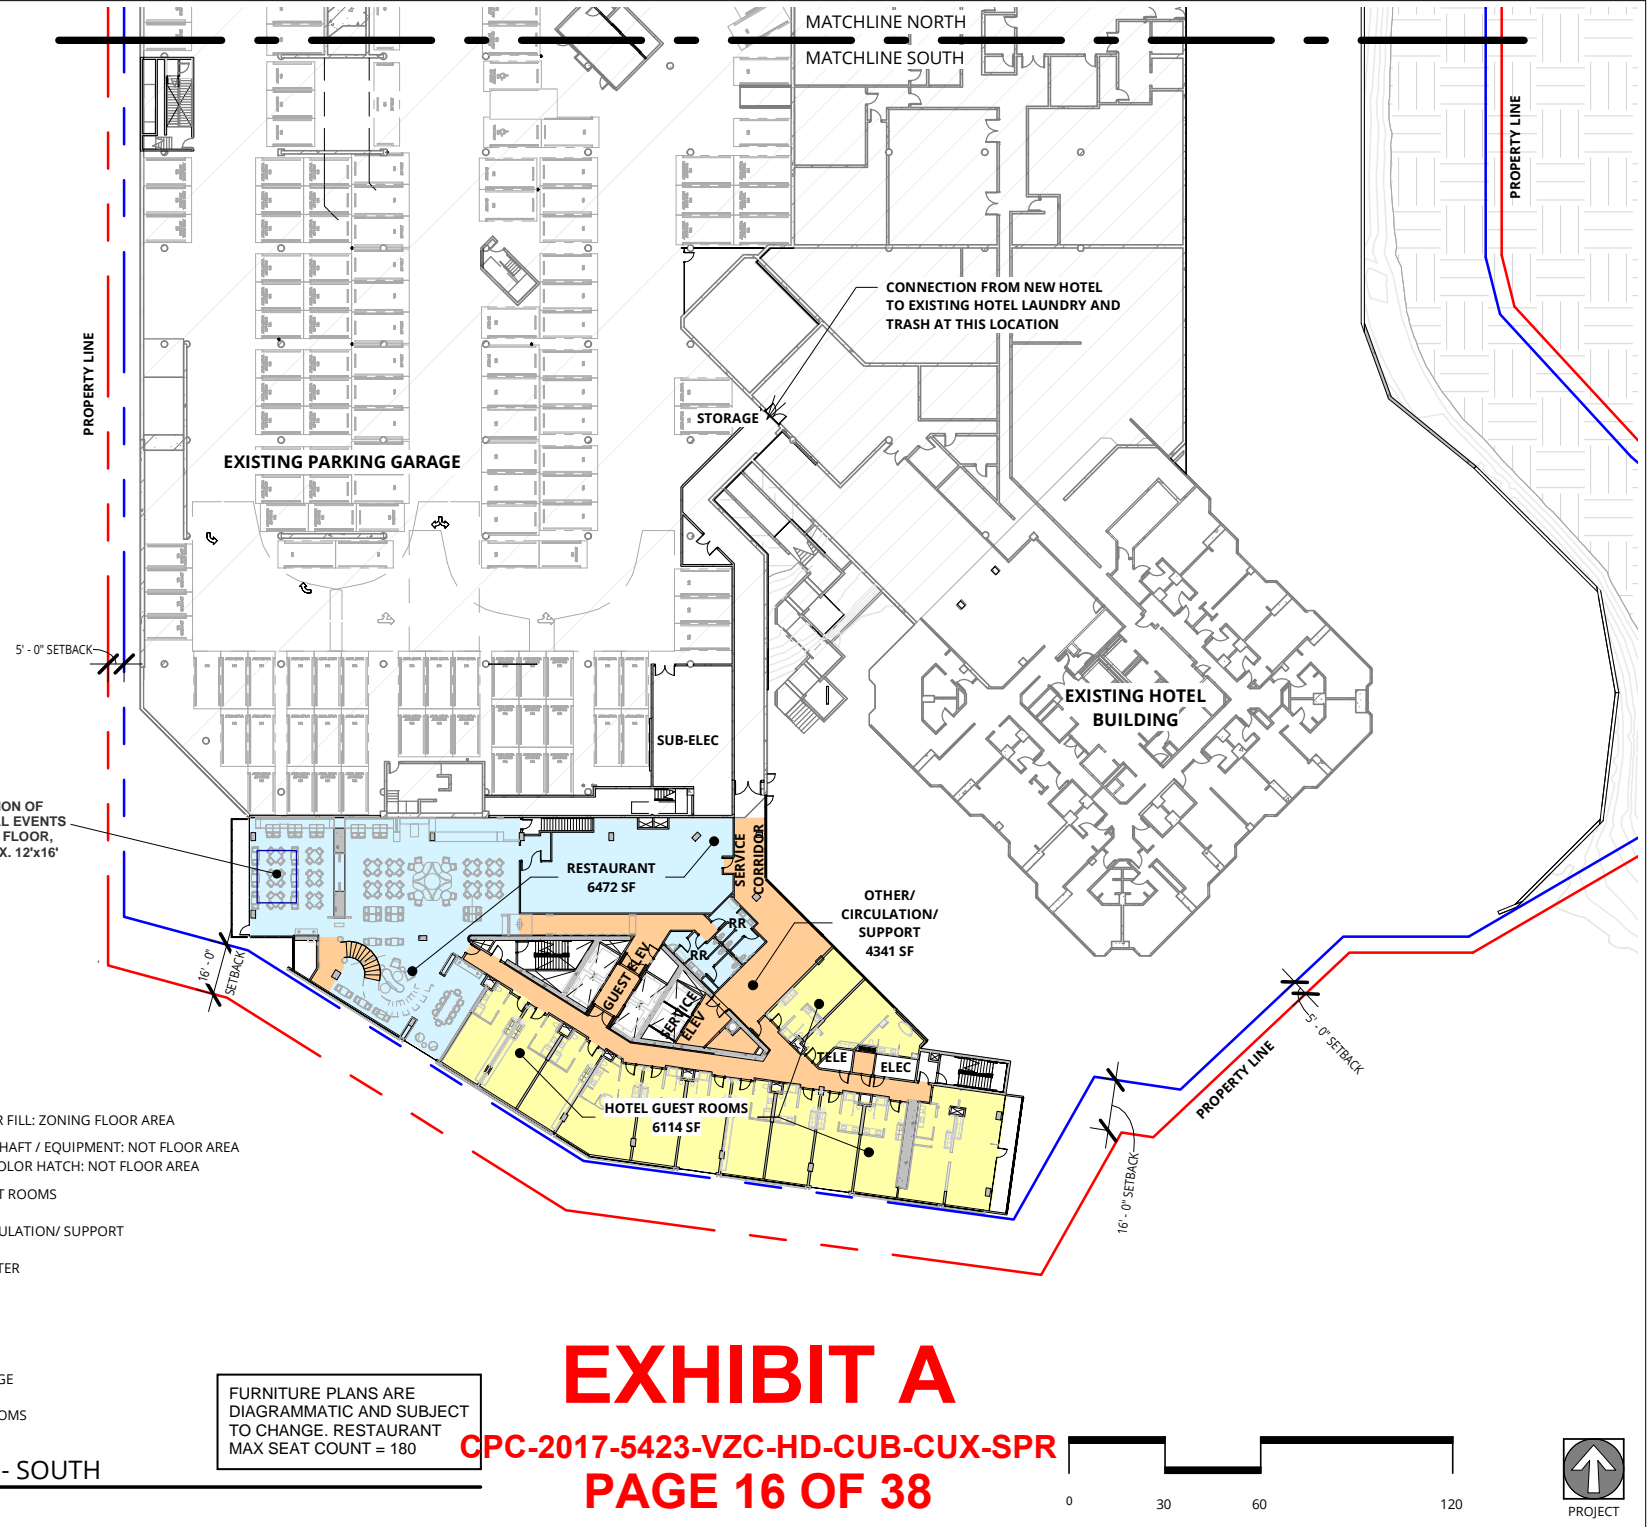 MATCHLINE NORTH
MATCHLINE SOUTH
PROPERTY LINE
PROPERTY LINE
CONNECTION FROM NEW HOTEL
TO EXISTING HOTEL LAUNDRY AND
TRASH AT THIS LOCATION
STORAGE
EXISTING PARKING GARAGE
5' - 0" SETBACK
EXISTING HOTEL
BUILDING
SUB-ELEC
ION OF
L EVENTS
FLOOR,
X. 12'x16'
RESTAURANT
6472 SF
SERVICE
CORRIDOR
OTHER/
CIRCULATION/
SUPPORT
4341 SF
RR
RR
GUEST ELEV
SERVICE
ELEV
16' - 0"
SETBACK
TELE
ELEC
HOTEL GUEST ROOMS
6114 SF
5' - 0" SETBACK
PROPERTY LINE
16' - 0" SETBACK
R FILL: ZONING FLOOR AREA
HAFT / EQUIPMENT: NOT FLOOR AREA
OLOR HATCH: NOT FLOOR AREA
T ROOMS
ULATION/ SUPPORT
TER
GE
OMS
FURNITURE PLANS ARE
DIAGRAMMATIC AND SUBJECT
TO CHANGE. RESTAURANT
MAX SEAT COUNT = 180
- SOUTH
EXHIBIT A
CPC-2017-5423-VZC-HD-CUB-CUX-SPR
PAGE 16 OF 38
0 30 60 120
PROJECT